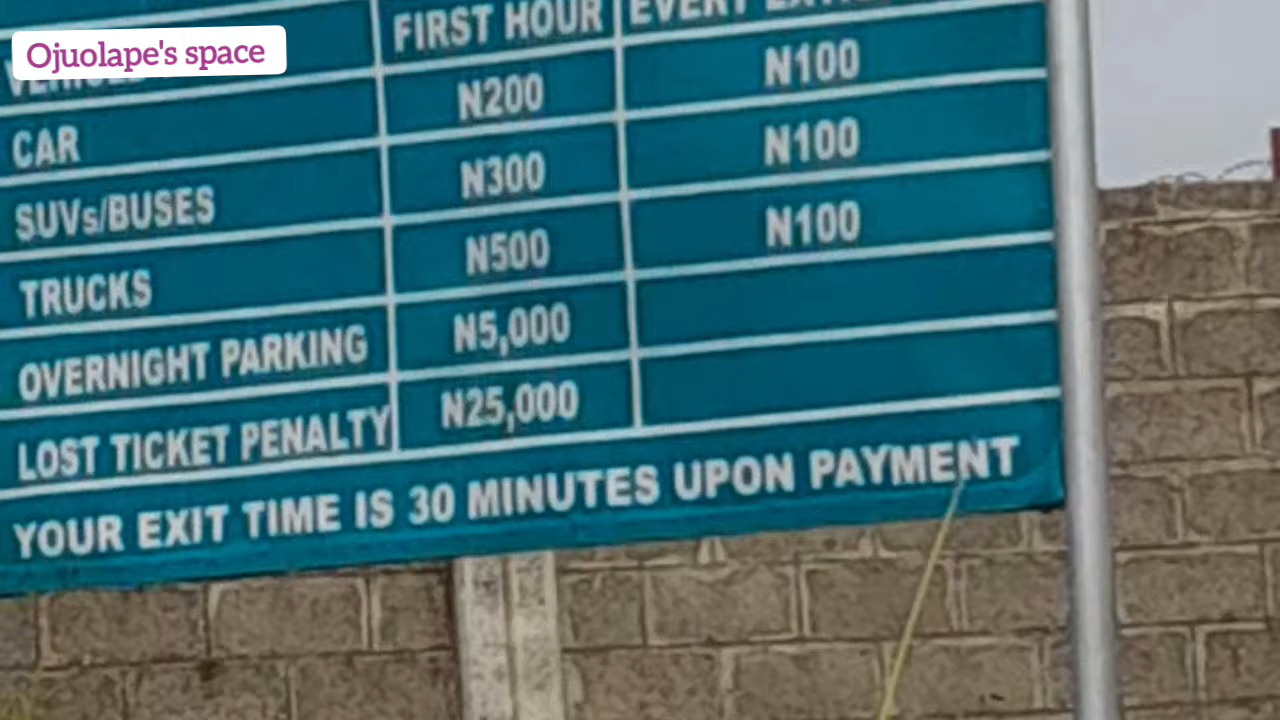 Ojuolape's space
FIRST HOUR
CAR N200 N100
SUVs/BUSES N300 N100
TRUCKS N500 N100
OVERNIGHT PARKING N5,000
LOST TICKET PENALTY N25,000
YOUR EXIT TIME IS 30 MINUTES UPON PAYMENT